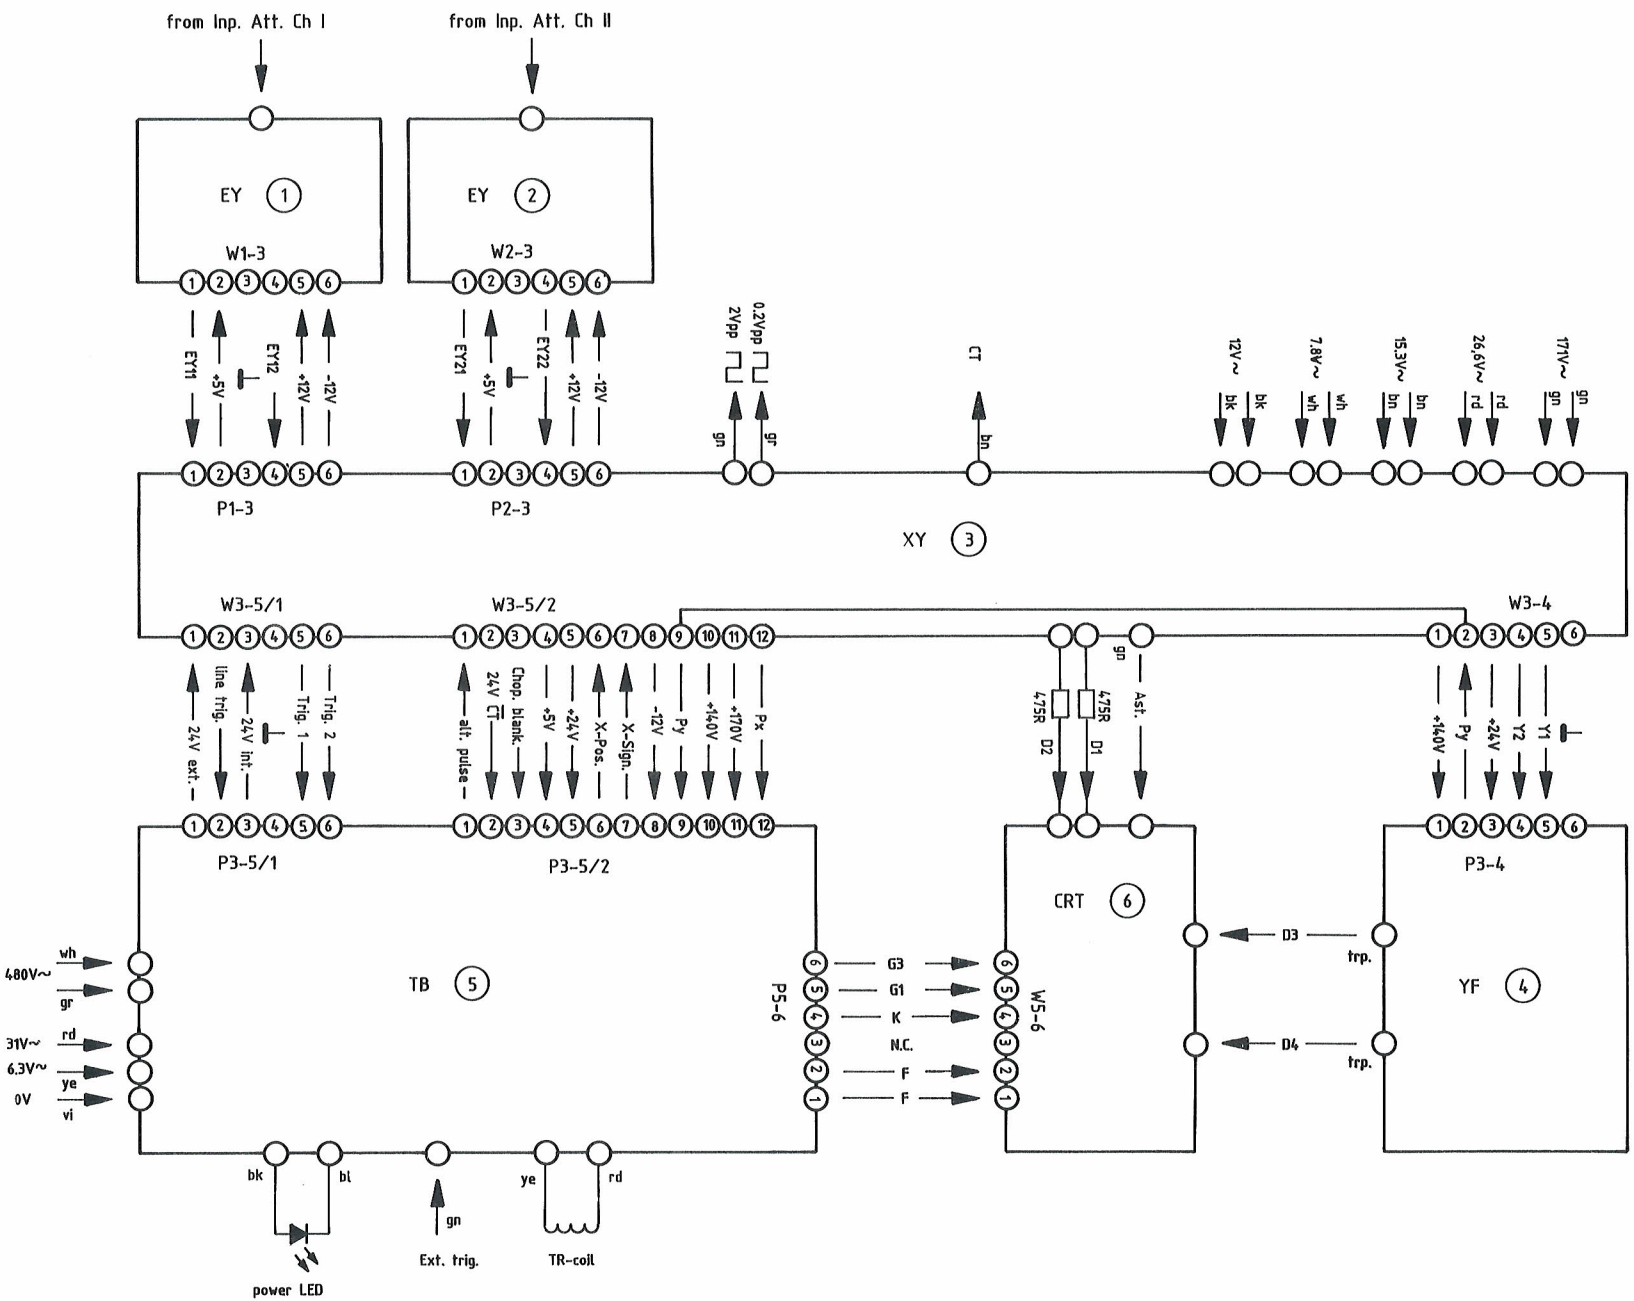 from Inp. Att. Ch I
from Inp. Att. Ch II
EY 1
EY 2
W1-3
W2-3
1 2 3 4 5 6
1 2 3 4 5 6
EY11
+5V
EY12
+12V
-12V
EY21
+5V
EY22
+12V
-12V
2Vpp
0.2Vpp
gn
gr
CT
bn
12V~
bk
bk
7.8V~
wh
wh
15.3V~
bn
bn
26,6V~
rd
rd
171V~
gn
gn
1 2 3 4 5 6
1 2 3 4 5 6
P1-3
P2-3
XY 3
W3-5/1
W3-5/2
W3-4
1 2 3 4 5 6
1 2 3 4 5 6 7 8 9 10 11 12
1 2 3 4 5 6
24V ext.
line trig.
24V int.
Trig. 1
Trig. 2
alt. pulse
24V CT
Chop. blank.
+5V
+24V
X-Pos.
X-Sign.
-12V
Py
+140V
+170V
Px
475R
D2
475R
D1
gn
Ast.
+140V
Py
+24V
Y2
Y1
1 2 3 4 5 6
1 2 3 4 5 6 7 8 9 10 11 12
1 2 3 4 5 6
P3-5/1
P3-5/2
P3-4
CRT 6
TB 5
YF 4
480V~
wh
gr
31V~
rd
6.3V~
ye
0V
vi
P5-6
6
5
4
3
2
1
G3
G1
K
N.C.
F
F
6
5
4
3
2
1
W5-6
D3
trp.
D4
trp.
bk
bl
power LED
gn
Ext. trig.
ye
rd
TR-coil